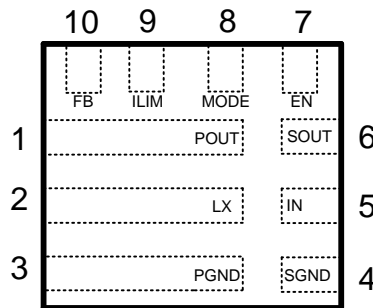 10 9 8 7
FB ILIM MODE EN
1 POUT SOUT 6
2 LX IN 5
3 PGND SGND 4